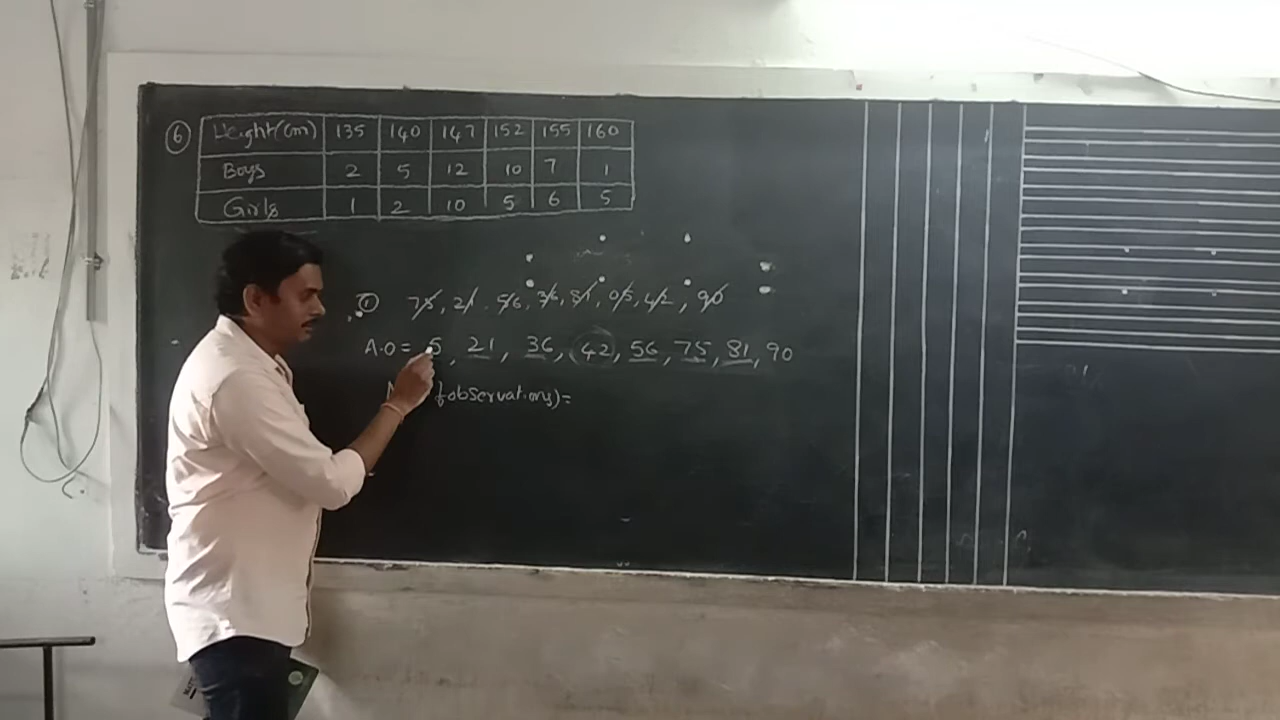 6 Height(cm) 135 140 147 152 155 160
Boys 2 5 12 10 7 1
Girls 1 2 10 5 6 5
1 75, 21, 56, 36, 81, 05, 42, 90
A.O = 5, 21, 36, 42, 56, 75, 81, 90
observations) =